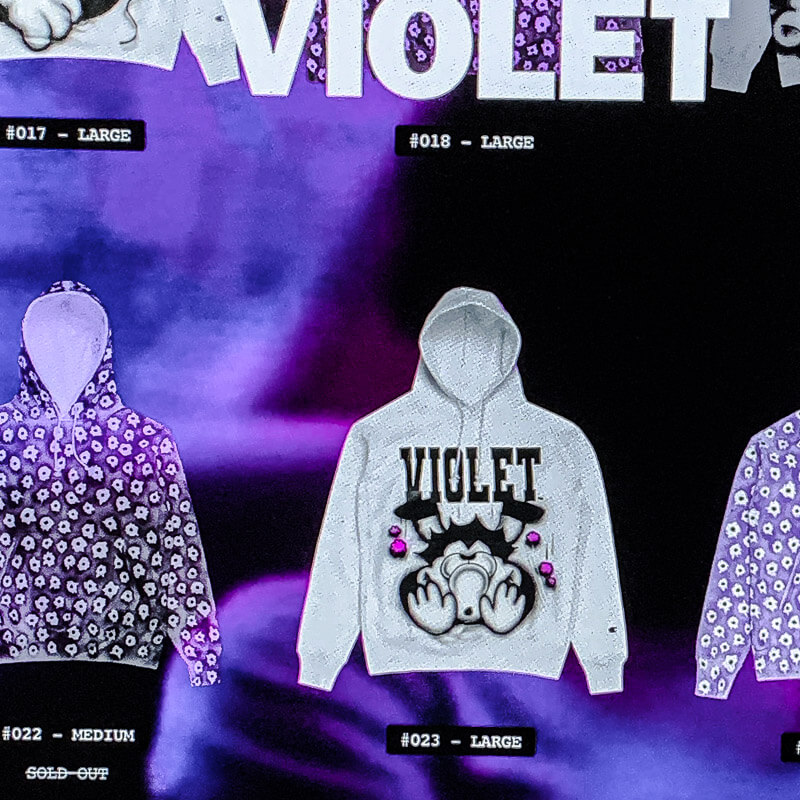 VIOLET
#017 – LARGE
#018 – LARGE
VIOLET
#022 – MEDIUM
#023 – LARGE
SOLD OUT